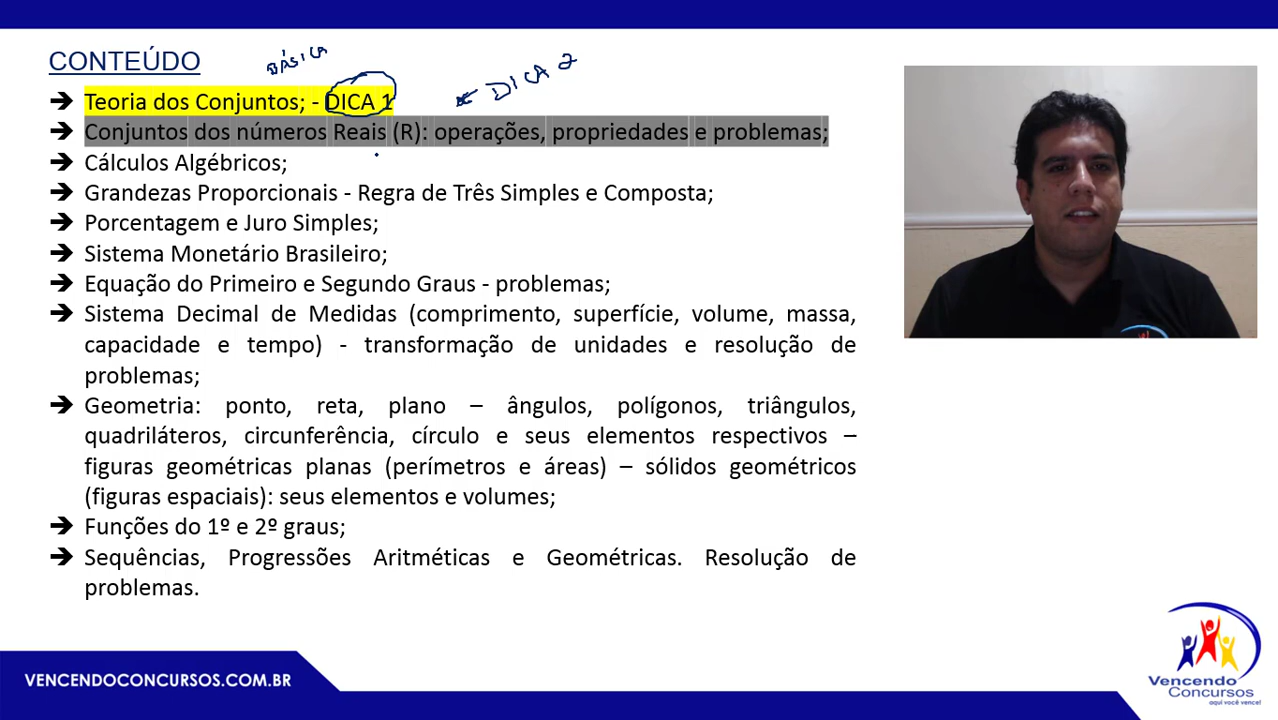 CONTEÚDO
BÁSICA
← DICA 2
➔ Teoria dos Conjuntos; - DICA 1
➔ Conjuntos dos números Reais (R): operações, propriedades e problemas;
➔ Cálculos Algébricos;
➔ Grandezas Proporcionais - Regra de Três Simples e Composta;
➔ Porcentagem e Juro Simples;
➔ Sistema Monetário Brasileiro;
➔ Equação do Primeiro e Segundo Graus - problemas;
➔ Sistema Decimal de Medidas (comprimento, superfície, volume, massa,
capacidade e tempo) - transformação de unidades e resolução de
problemas;
➔ Geometria: ponto, reta, plano – ângulos, polígonos, triângulos,
quadriláteros, circunferência, círculo e seus elementos respectivos –
figuras geométricas planas (perímetros e áreas) – sólidos geométricos
(figuras espaciais): seus elementos e volumes;
➔ Funções do 1º e 2º graus;
➔ Sequências, Progressões Aritméticas e Geométricas. Resolução de
problemas.
VENCENDOCONCURSOS.COM.BR
Vencendo
Concursos
aqui você vence!